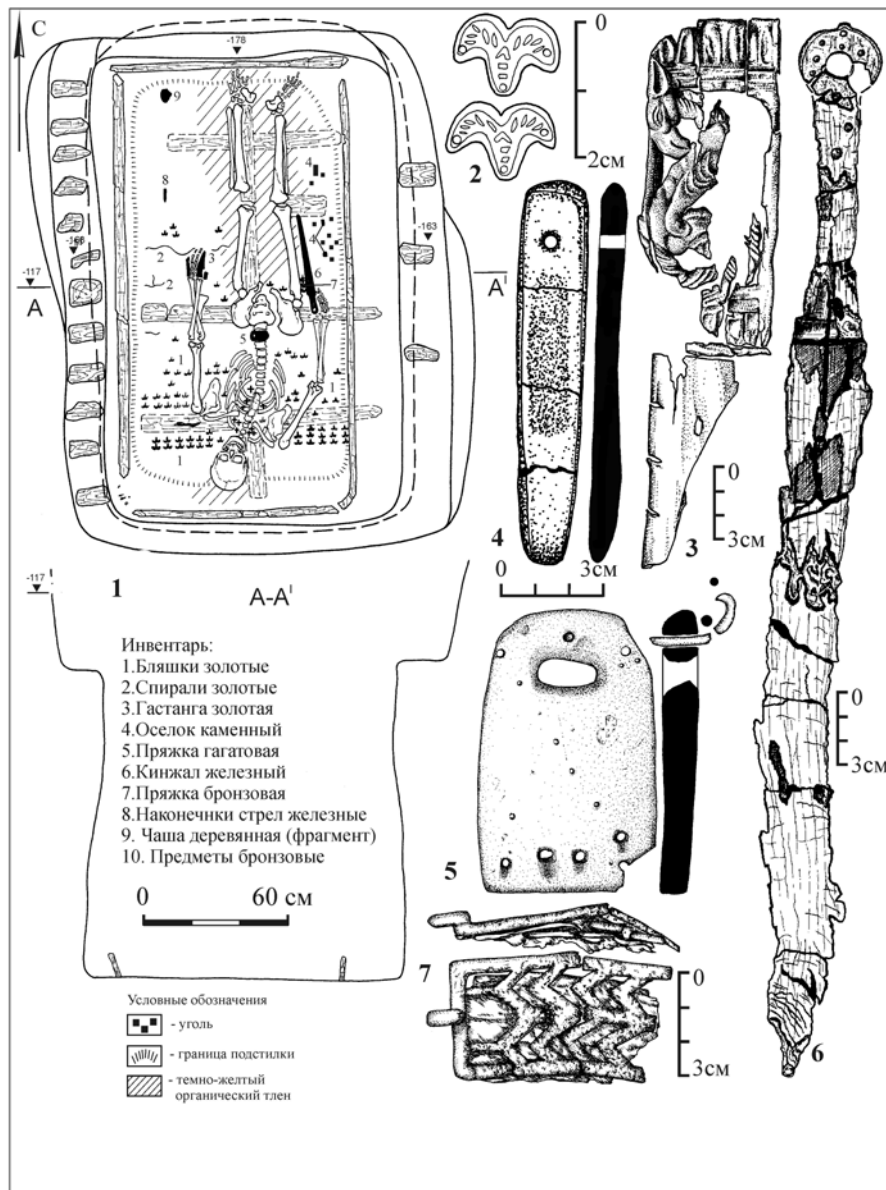 С
-178
9
8
4
4
2
3
-166
-163
-117
А
2
6
7
А¹
5
1
1
1
2
0
2см
3
0
3см
4
0
3см
-117
1
А-А¹
Инвентарь:
1.Бляшки золотые
2.Спирали золотые
3.Гастанга золотая
4.Оселок каменный
5.Пряжка гагатовая
6.Кинжал железный
7.Пряжка бронзовая
8.Наконечнки стрел железные
9. Чаша деревянная (фрагмент)
10. Предметы бронзовые
0
60 см
Условные обозначения
- уголь
- граница подстилки
- темно-желтый
органический тлен
5
7
0
3см
0
3см
6